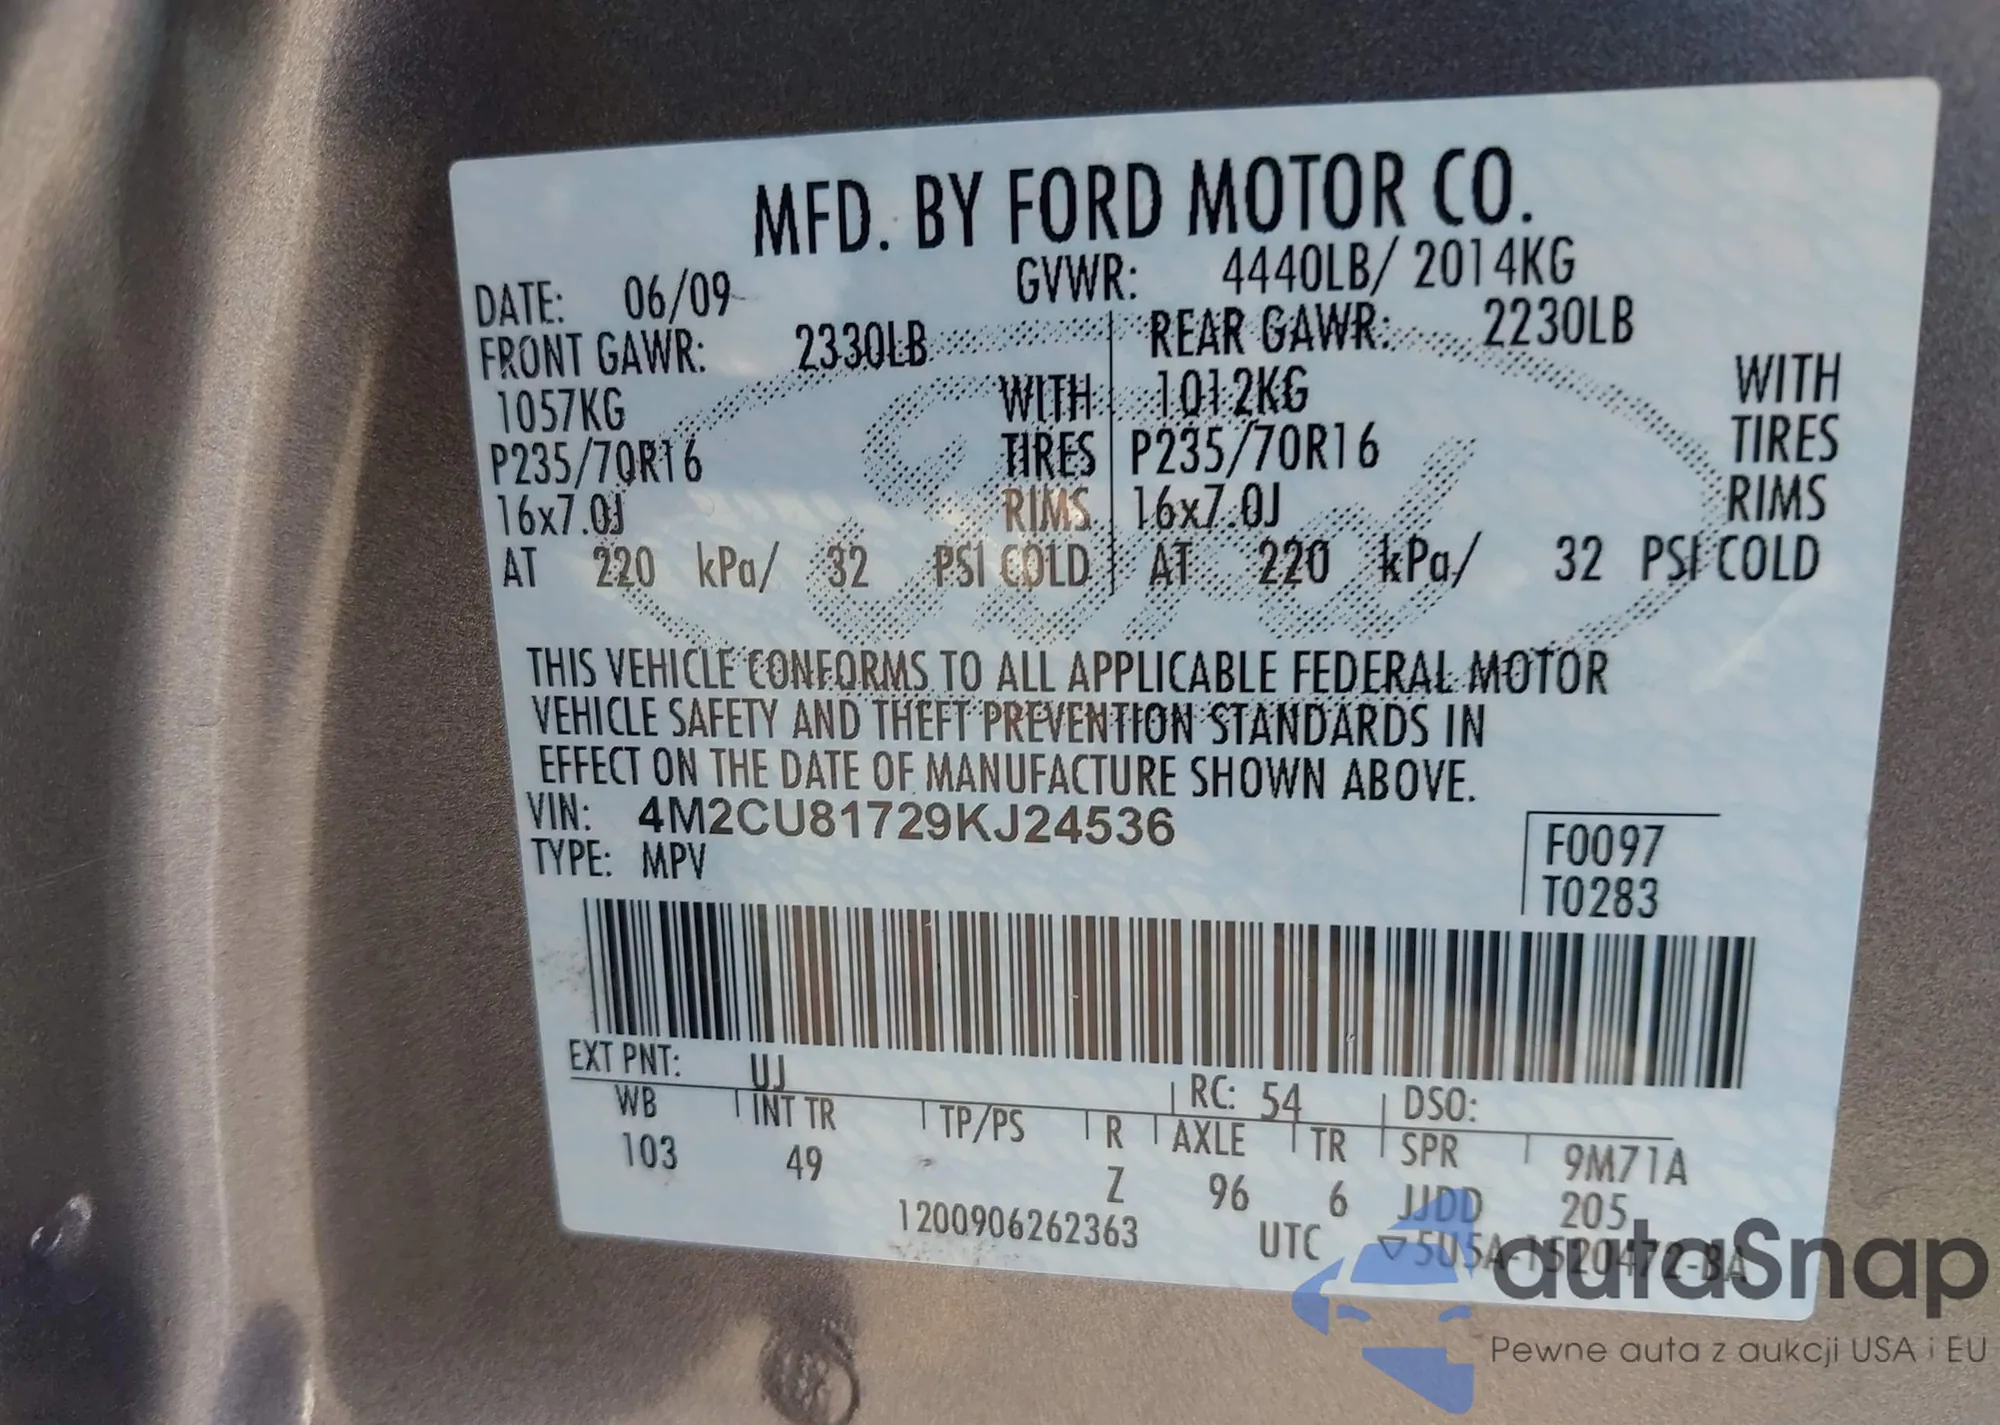 MFD. BY FORD MOTOR CO.
DATE: 06/09 GVWR: 4440LB/ 2014KG
FRONT GAWR: 2330LB REAR GAWR: 2230LB
1057KG WITH 1012KG WITH
P235/70R16 TIRES P235/70R16 TIRES
16x7.0J RIMS 16x7.0J RIMS
AT 220 kPa/ 32 PSI COLD AT 220 kPa/ 32 PSI COLD
THIS VEHICLE CONFORMS TO ALL APPLICABLE FEDERAL MOTOR
VEHICLE SAFETY AND THEFT PREVENTION STANDARDS IN
EFFECT ON THE DATE OF MANUFACTURE SHOWN ABOVE.
VIN: 4M2CU81729KJ24536
TYPE: MPV
F0097
T0283
EXT PNT: UJ RC: 54 DSO:
WB INT TR TP/PS R AXLE TR SPR 9M71A
103 49 Z 96 6 JJDD 205
1200906262363 UTC ▽5U5A-1520472-BA
autaSnap
Pewne auta z aukcji USA i EU